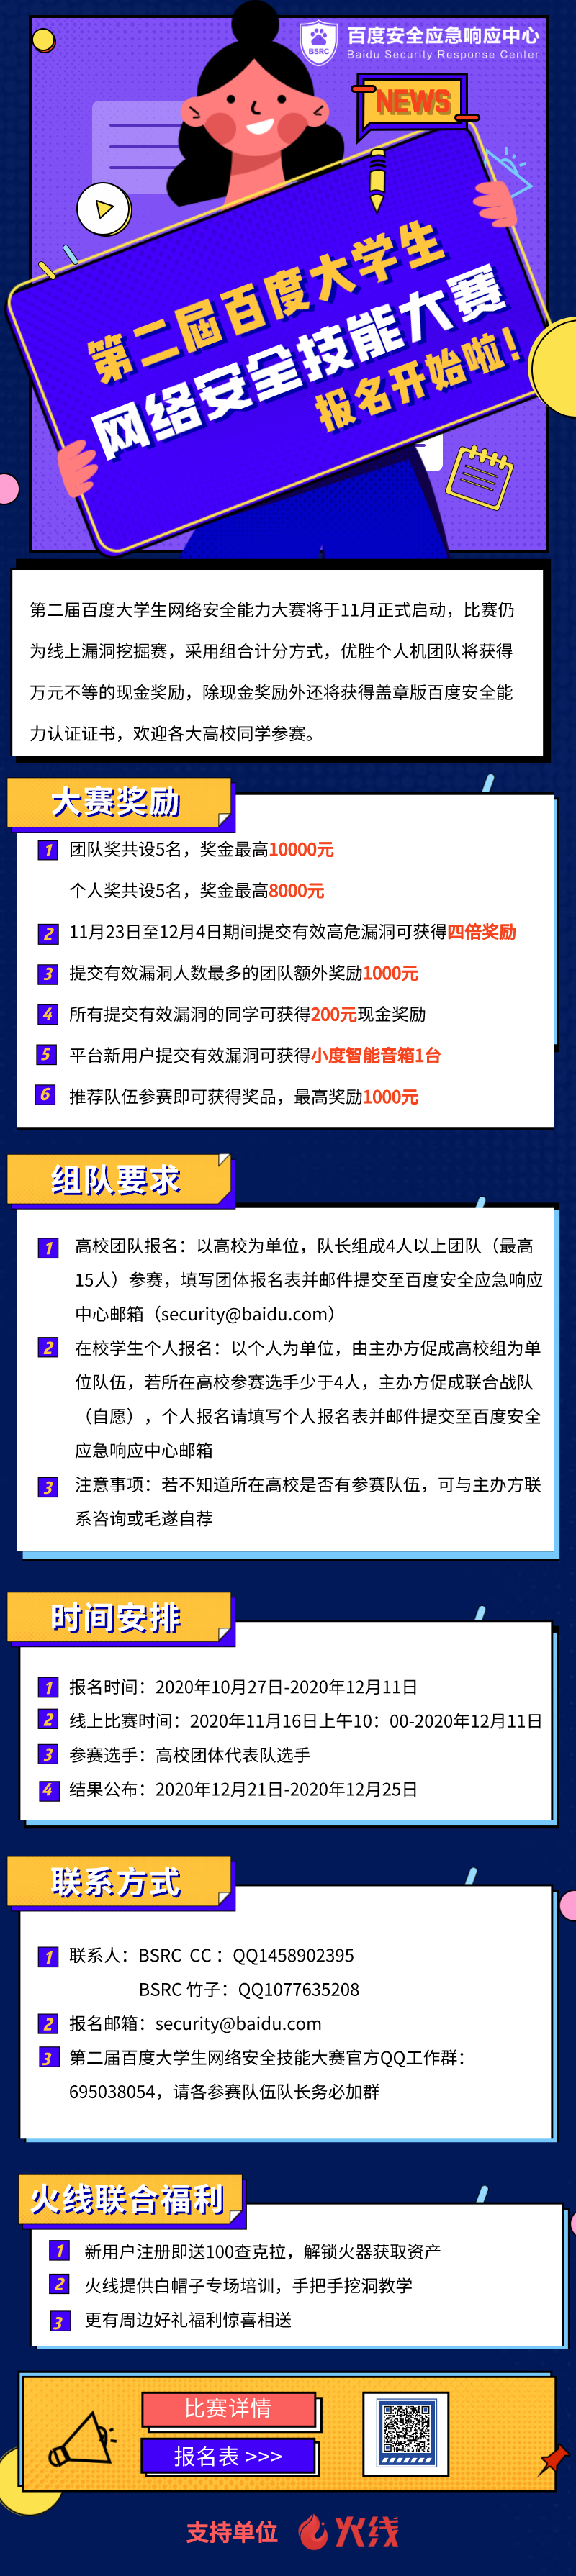 百度安全应急响应中心
BSRC
Baidu Security Response Center
NEWS
第二届百度大学生
网络安全技能大赛
报名开始啦！
第二届百度大学生网络安全能力大赛将于11月正式启动，比赛仍
为线上漏洞挖掘赛，采用组合计分方式，优胜个人机团队将获得
万元不等的现金奖励，除现金奖励外还将获得盖章版百度安全能
力认证证书，欢迎各大高校同学参赛。
大赛奖励
1 团队奖共设5名，奖金最高10000元
个人奖共设5名，奖金最高8000元
2 11月23日至12月4日期间提交有效高危漏洞可获得四倍奖励
3 提交有效漏洞人数最多的团队额外奖励1000元
4 所有提交有效漏洞的同学可获得200元现金奖励
5 平台新用户提交有效漏洞可获得小度智能音箱1台
6 推荐队伍参赛即可获得奖品，最高奖励1000元
组队要求
1 高校团队报名：以高校为单位，队长组成4人以上团队（最高
15人）参赛，填写团体报名表并邮件提交至百度安全应急响应
中心邮箱（security@baidu.com）
2 在校学生个人报名：以个人为单位，由主办方促成高校组为单
位队伍，若所在高校参赛选手少于4人，主办方促成联合战队
（自愿），个人报名请填写个人报名表并邮件提交至百度安全
应急响应中心邮箱
3 注意事项：若不知道所在高校是否有参赛队伍，可与主办方联
系咨询或毛遂自荐
时间安排
1 报名时间：2020年10月27日-2020年12月11日
2 线上比赛时间：2020年11月16日上午10：00-2020年12月11日
3 参赛选手：高校团体代表队选手
4 结果公布：2020年12月21日-2020年12月25日
联系方式
1 联系人：BSRC CC：QQ1458902395
BSRC 竹子：QQ1077635208
2 报名邮箱：security@baidu.com
3 第二届百度大学生网络安全技能大赛官方QQ工作群：
695038054，请各参赛队伍队长务必加群
火线联合福利
1 新用户注册即送100查克拉，解锁火器获取资产
2 火线提供白帽子专场培训，手把手挖洞教学
3 更有周边好礼福利惊喜相送
比赛详情
报名表 >>>
支持单位 火线